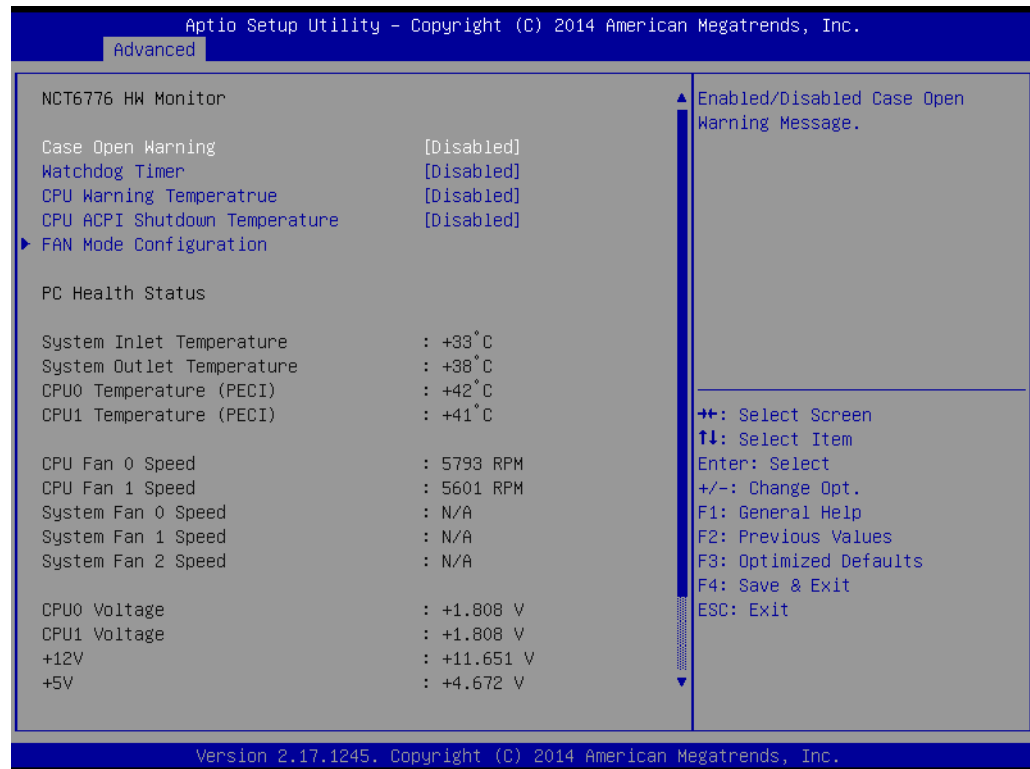 Aptio Setup Utility – Copyright (C) 2014 American Megatrends, Inc.
Advanced
NCT6776 HW Monitor
Case Open Warning [Disabled]
Watchdog Timer [Disabled]
CPU Warning Temperatrue [Disabled]
CPU ACPI Shutdown Temperature [Disabled]
FAN Mode Configuration
PC Health Status
System Inlet Temperature : +33°C
System Outlet Temperature : +38°C
CPU0 Temperature (PECI) : +42°C
CPU1 Temperature (PECI) : +41°C
CPU Fan 0 Speed : 5793 RPM
CPU Fan 1 Speed : 5601 RPM
System Fan 0 Speed : N/A
System Fan 1 Speed : N/A
System Fan 2 Speed : N/A
CPU0 Voltage : +1.808 V
CPU1 Voltage : +1.808 V
+12V : +11.651 V
+5V : +4.672 V
Enabled/Disabled Case Open
Warning Message.
→←: Select Screen
↑↓: Select Item
Enter: Select
+/-: Change Opt.
F1: General Help
F2: Previous Values
F3: Optimized Defaults
F4: Save & Exit
ESC: Exit
Version 2.17.1245. Copyright (C) 2014 American Megatrends, Inc.